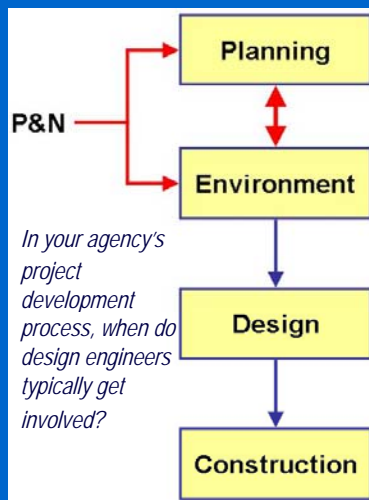 Planning
P&N
Environment
In your agency's
project
development
process, when do
design engineers
typically get
involved?
Design
Construction